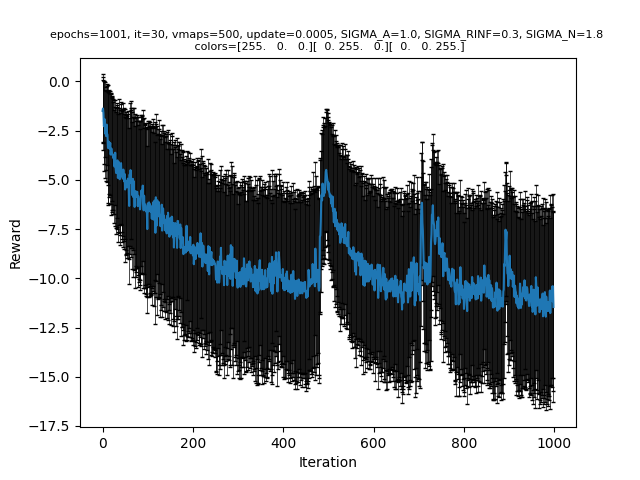 epochs=1001, it=30, vmaps=500, update=0.0005, SIGMA_A=1.0, SIGMA_RINF=0.3, SIGMA_N=1.8
colors=[255. 0. 0.][ 0. 255. 0.][ 0. 0. 255.]
0.0
−2.5
−5.0
−7.5
−10.0
−12.5
−15.0
−17.5
Reward
0 200 400 600 800 1000
Iteration